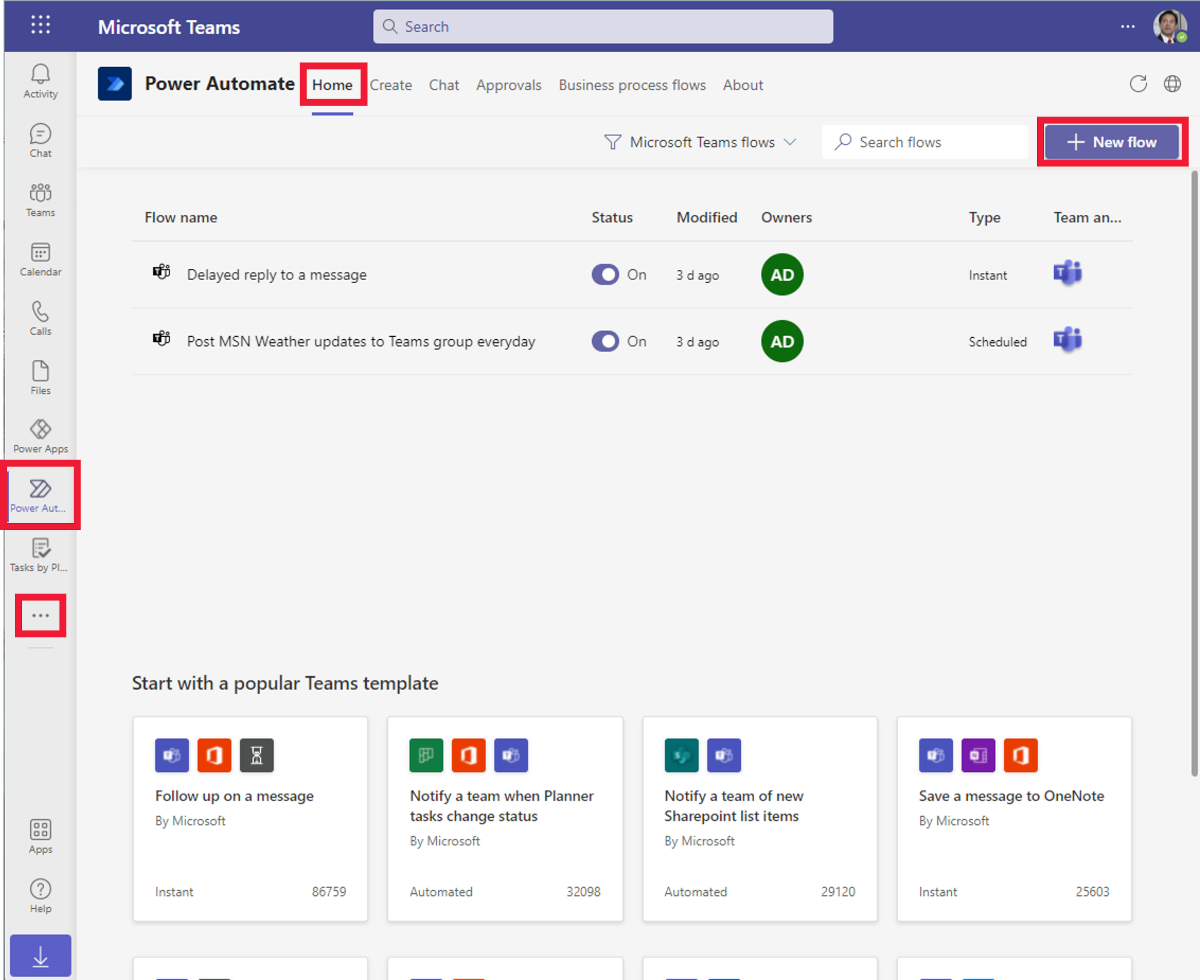 Microsoft Teams
Search
Activity
Chat
Teams
Calendar
Calls
Files
Power Apps
Power Aut...
Tasks by Pl...
Apps
Help
Power Automate
Home
Create
Chat
Approvals
Business process flows
About
Microsoft Teams flows
Search flows
New flow
Flow name
Status
Modified
Owners
Type
Team an...
Delayed reply to a message
On
3 d ago
AD
Instant
Post MSN Weather updates to Teams group everyday
On
3 d ago
AD
Scheduled
Start with a popular Teams template
Follow up on a message
By Microsoft
Instant
86759
Notify a team when Planner
tasks change status
By Microsoft
Automated
32098
Notify a team of new
Sharepoint list items
By Microsoft
Automated
29120
Save a message to OneNote
By Microsoft
Instant
25603